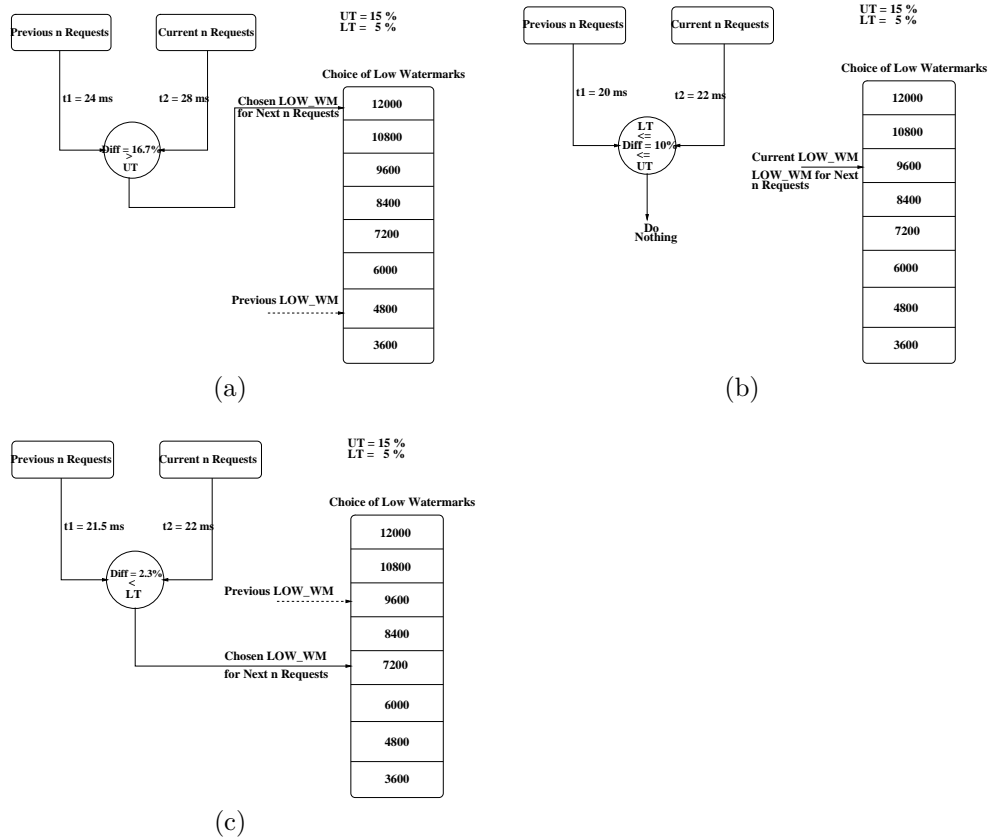 UT = 15 %
LT = 5 %
Previous n Requests
Current n Requests
Choice of Low Watermarks
t1 = 24 ms
t2 = 28 ms
Chosen LOW_WM
for Next n Requests
Diff = 16.7%
>
UT
12000
10800
9600
8400
7200
6000
Previous LOW_WM
4800
3600
(a)
UT = 15 %
LT = 5 %
Previous n Requests
Current n Requests
Choice of Low Watermarks
t1 = 20 ms
t2 = 22 ms
LT
<=
Diff = 10%
<=
UT
Do
Nothing
Current LOW_WM
LOW_WM for Next
n Requests
12000
10800
9600
8400
7200
6000
4800
3600
(b)
UT = 15 %
LT = 5 %
Previous n Requests
Current n Requests
Choice of Low Watermarks
t1 = 21.5 ms
t2 = 22 ms
Diff = 2.3%
<
LT
Previous LOW_WM
Chosen LOW_WM
for Next n Requests
12000
10800
9600
8400
7200
6000
4800
3600
(c)